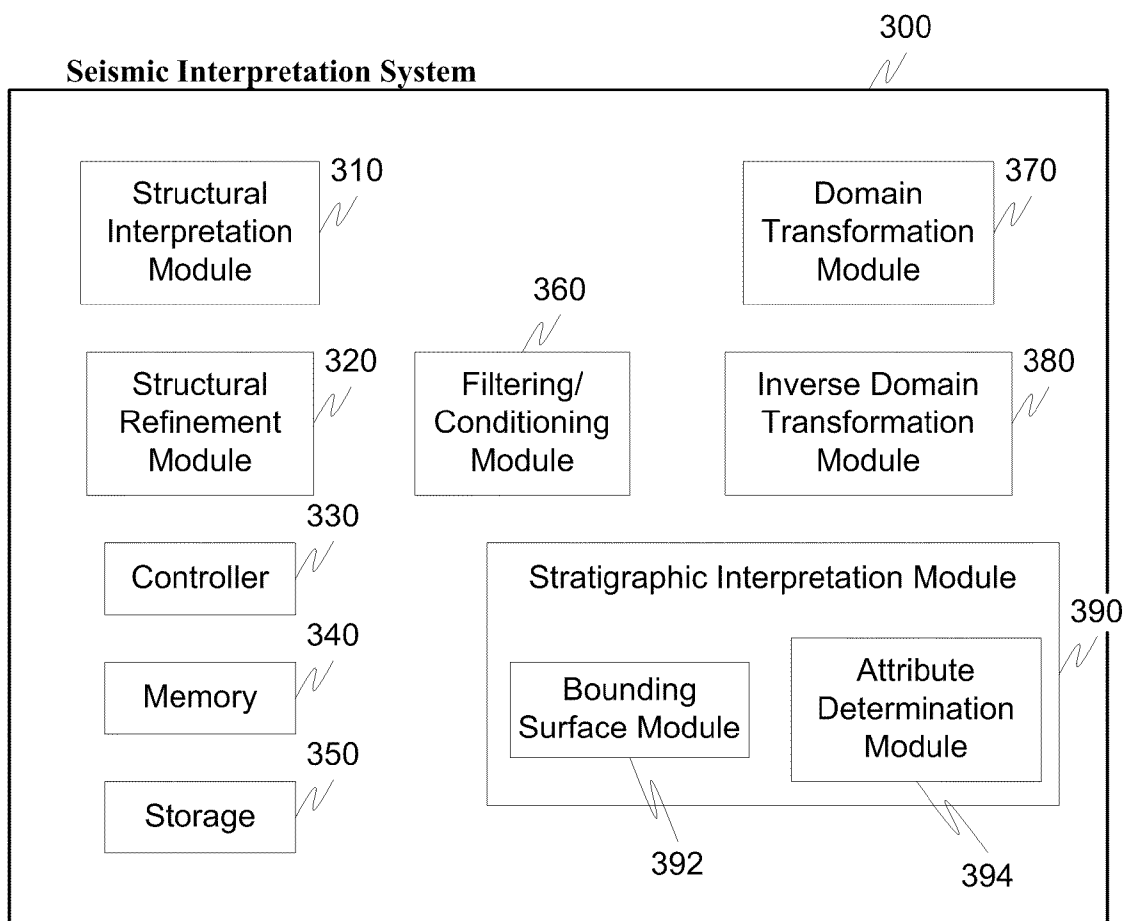 300
Seismic Interpretation System
310
Structural
Interpretation
Module
370
Domain
Transformation
Module
360
320
Structural
Refinement
Module
Filtering/
Conditioning
Module
380
Inverse Domain
Transformation
Module
330
Controller
Stratigraphic Interpretation Module
390
340
Memory
Bounding
Surface Module
Attribute
Determination
Module
350
Storage
392
394